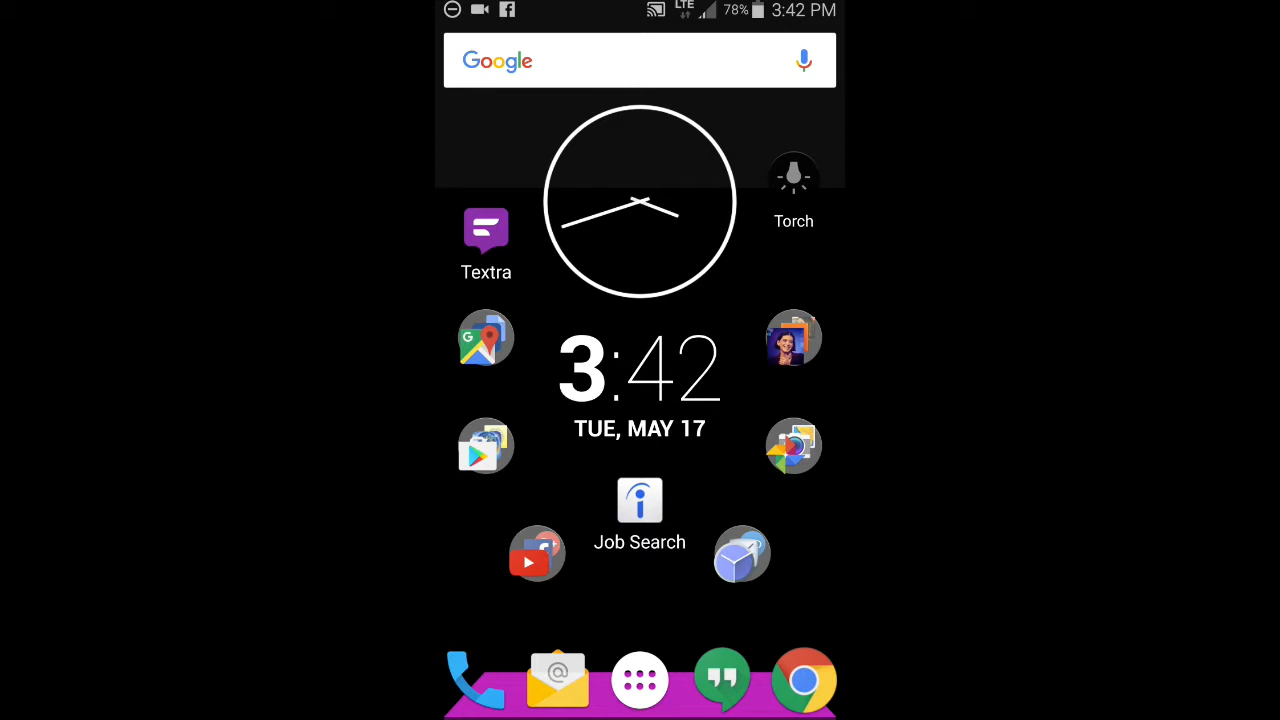 LTE 78% 3:42 PM
Google
Torch
Textra
G
3:42
TUE, MAY 17
Job Search